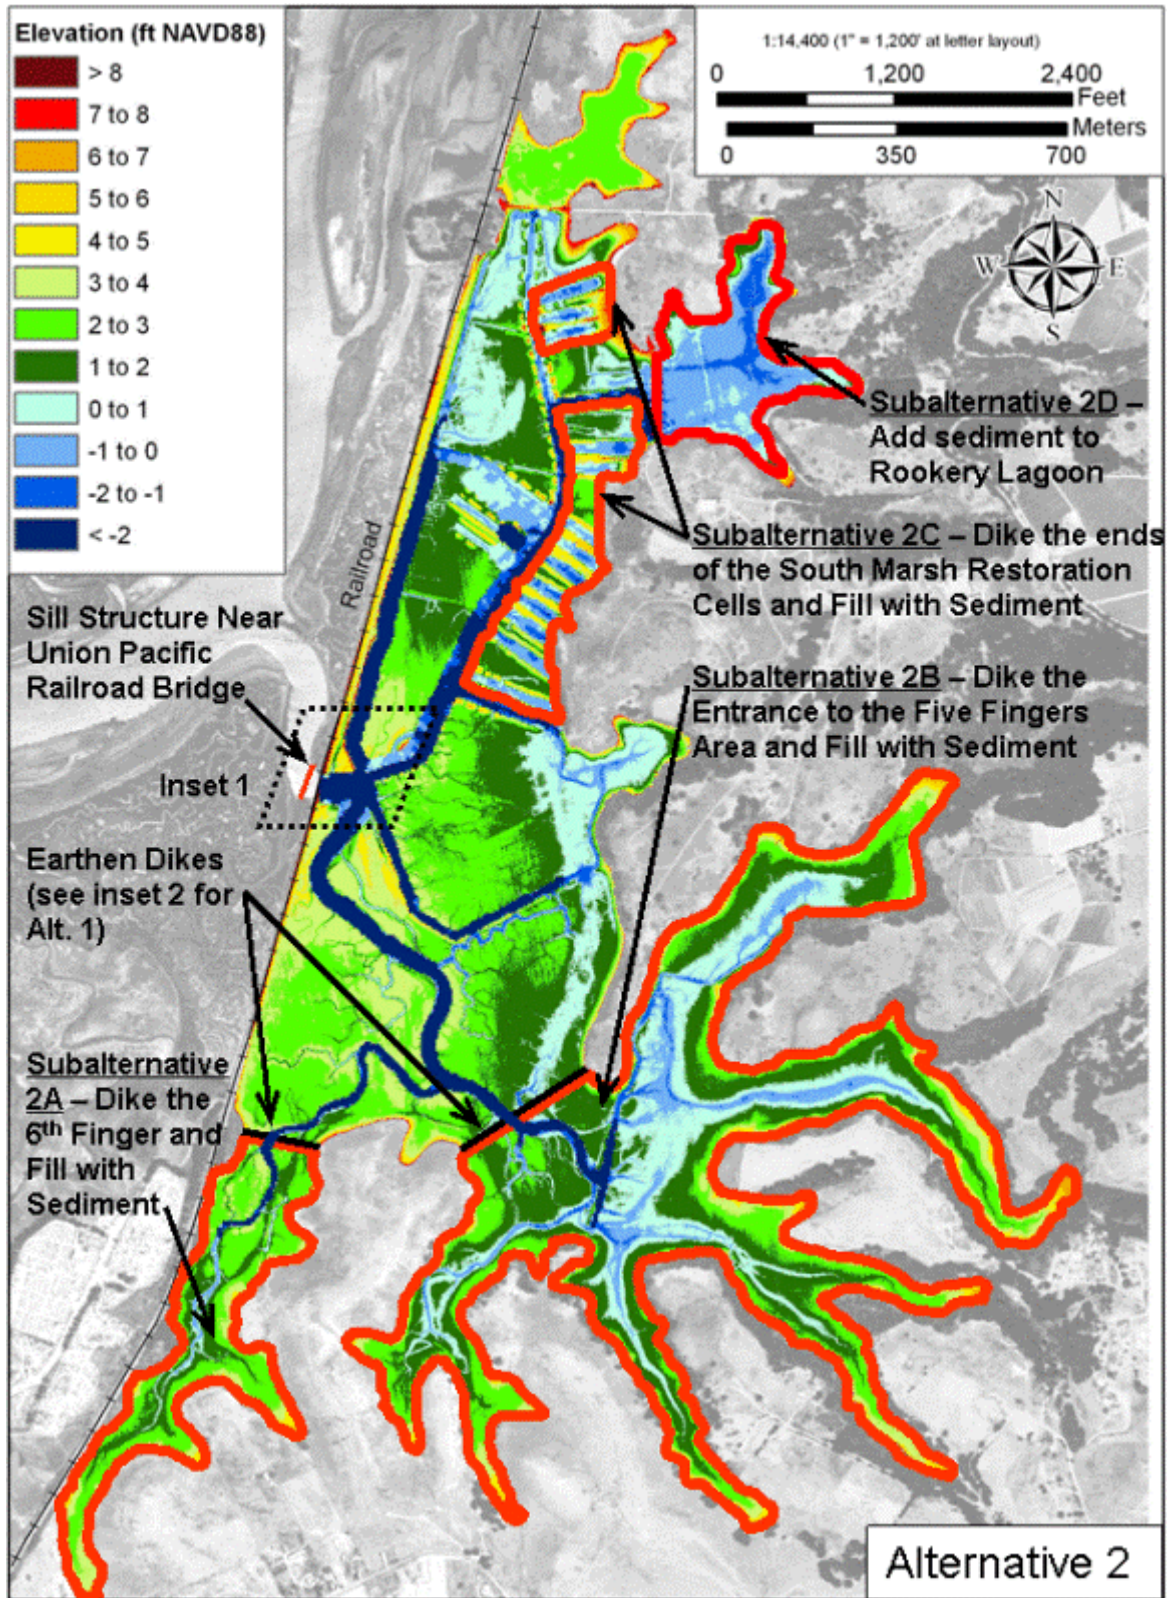 Elevation (ft NAVD88)
> 8
7 to 8
6 to 7
5 to 6
4 to 5
3 to 4
2 to 3
1 to 2
0 to 1
-1 to 0
-2 to -1
< -2
1:14,400 (1" = 1,200' at letter layout)
0 1,200 2,400
Feet
Meters
0 350 700
N
W E
S
Railroad
Subalternative 2D –
Add sediment to
Rookery Lagoon
Subalternative 2C – Dike the ends
of the South Marsh Restoration
Cells and Fill with Sediment
Sill Structure Near
Union Pacific
Railroad Bridge
Subalternative 2B – Dike the
Entrance to the Five Fingers
Area and Fill with Sediment
Inset 1
Earthen Dikes
(see inset 2 for
Alt. 1)
Subalternative
2A – Dike the
6th Finger and
Fill with
Sediment
Alternative 2